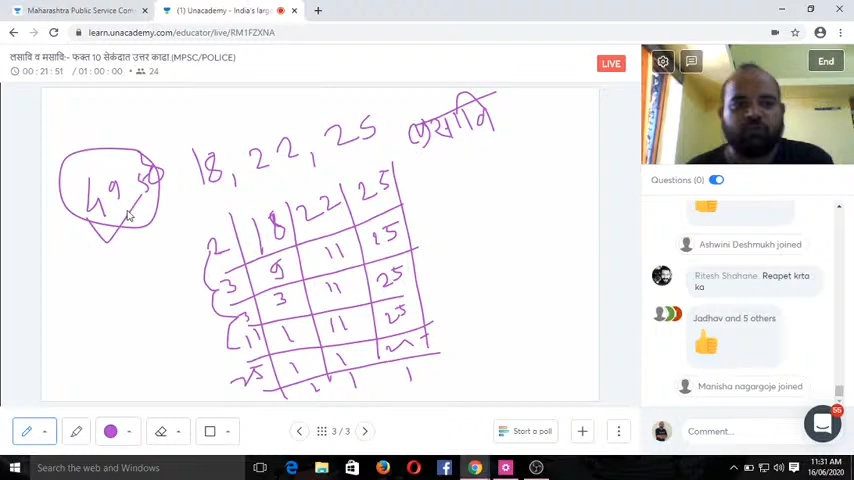 Maharashtra Public Service Com
(1) Unacademy - India's large
learn.unacademy.com/educator/live/RM1FZXNA
लसावि व मसावि:- फक्त 10 सेकंदात उत्तर काढा.(MPSC/POLICE)
00 : 21 : 51 / 01 : 00 : 00
24
LIVE
End
18, 22, 25 लसावि
4950
18 22 25
2
9 11 25
3
3 11 25
3
1 11 25
11
1 1 25
25
1 1 1
Questions (0)
Ashwini Deshmukh joined
Ritesh Shahane: Reapet krta
ka
Jadhav and 5 others
Manisha nagargoje joined
55
3 / 3
Start a poll
Comment...
Search the web and Windows
11:31 AM
16/06/2020